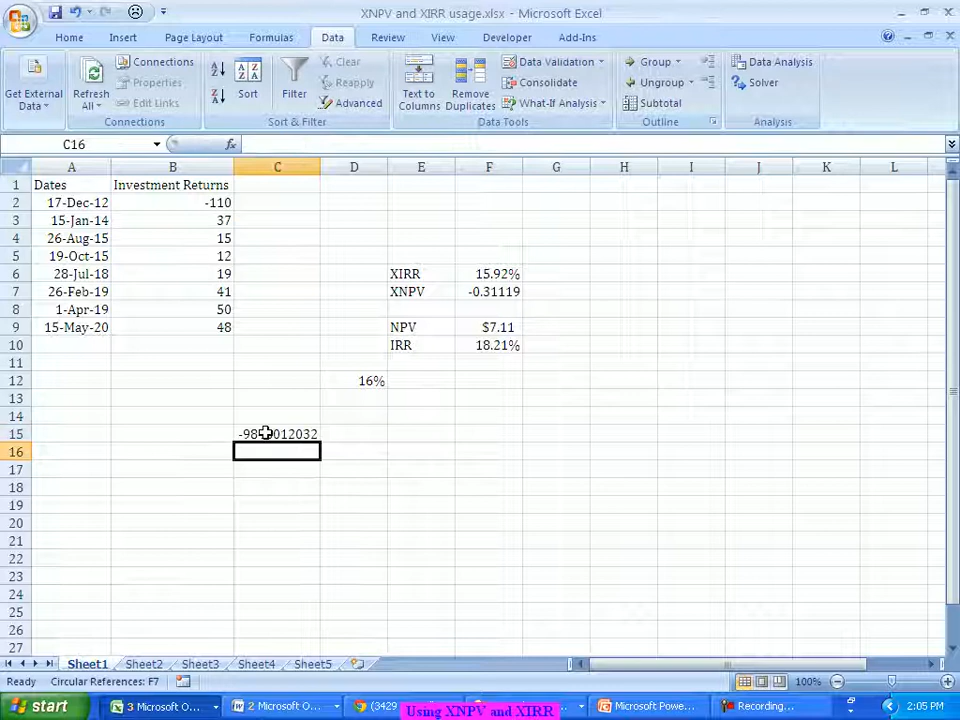 XNPV and XIRR usage.xlsx - Microsoft Excel
Home Insert Page Layout Formulas Data Review View Developer Add-Ins
Get External Data
Refresh All
Connections
Properties
Edit Links
Connections
Sort
Filter
Clear
Reapply
Advanced
Sort & Filter
Text to Columns
Remove Duplicates
Data Validation
Consolidate
What-If Analysis
Data Tools
Group
Ungroup
Subtotal
Outline
Data Analysis
Solver
Analysis
C16 fx
A B C D E F G H I J K L
1 Dates Investment Returns
2 17-Dec-12 -110
3 15-Jan-14 37
4 26-Aug-15 15
5 19-Oct-15 12
6 28-Jul-18 19 XIRR 15.92%
7 26-Feb-19 41 XNPV -0.31119
8 1-Apr-19 50
9 15-May-20 48 NPV $7.11
10 IRR 18.21%
11
12 16%
13
14
15
16
17
18
19
20
21
22
23
24
25
26
27
Sheet1 Sheet2 Sheet3 Sheet4 Sheet5
Ready Circular References: F7 100%
start 3 Microsoft O... 2 Microsoft O... (3429 Microsoft Powe... Recording... 2:05 PM
Using XNPV and XIRR